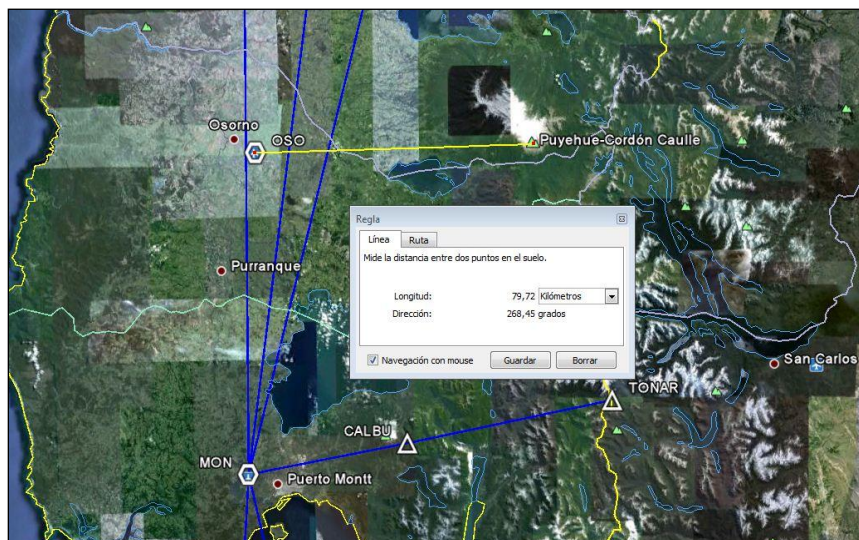 Osorno
OSO
Puyehue-Cordón Caulle
Regla
Línea Ruta
Mide la distancia entre dos puntos en el suelo.
Purranque
Longitud: 79,72 Kilómetros
Dirección: 268,45 grados
Navegación con mouse Guardar Borrar
San Carlos
TONAR
CALBU
MON
Puerto Montt